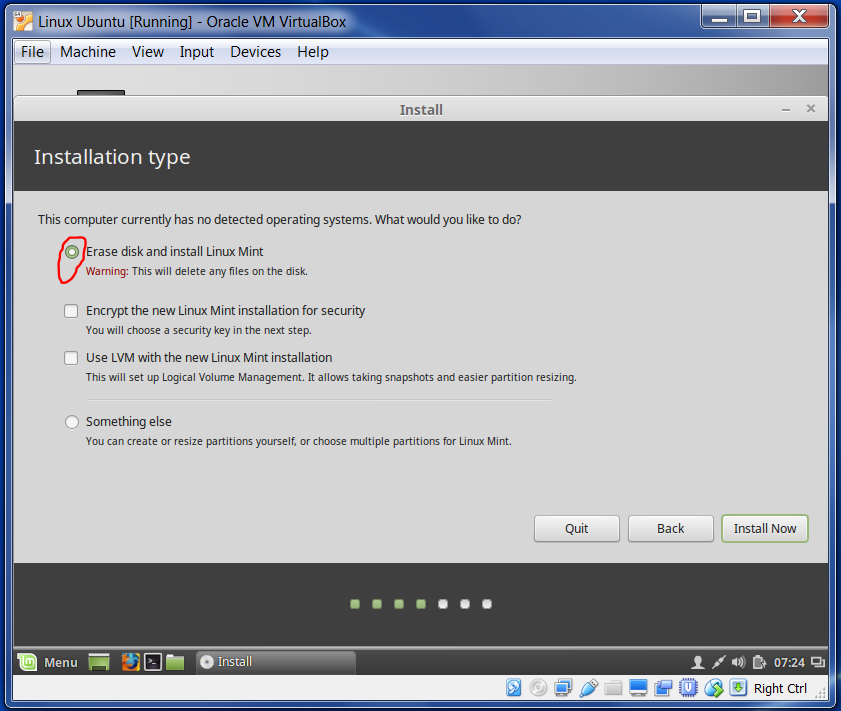 Linux Ubuntu [Running] - Oracle VM VirtualBox
File Machine View Input Devices Help
Install
Installation type
This computer currently has no detected operating systems. What would you like to do?
Erase disk and install Linux Mint
Warning: This will delete any files on the disk.
Encrypt the new Linux Mint installation for security
You will choose a security key in the next step.
Use LVM with the new Linux Mint installation
This will set up Logical Volume Management. It allows taking snapshots and easier partition resizing.
Something else
You can create or resize partitions yourself, or choose multiple partitions for Linux Mint.
Quit Back Install Now
Menu Install 07:24
Right Ctrl